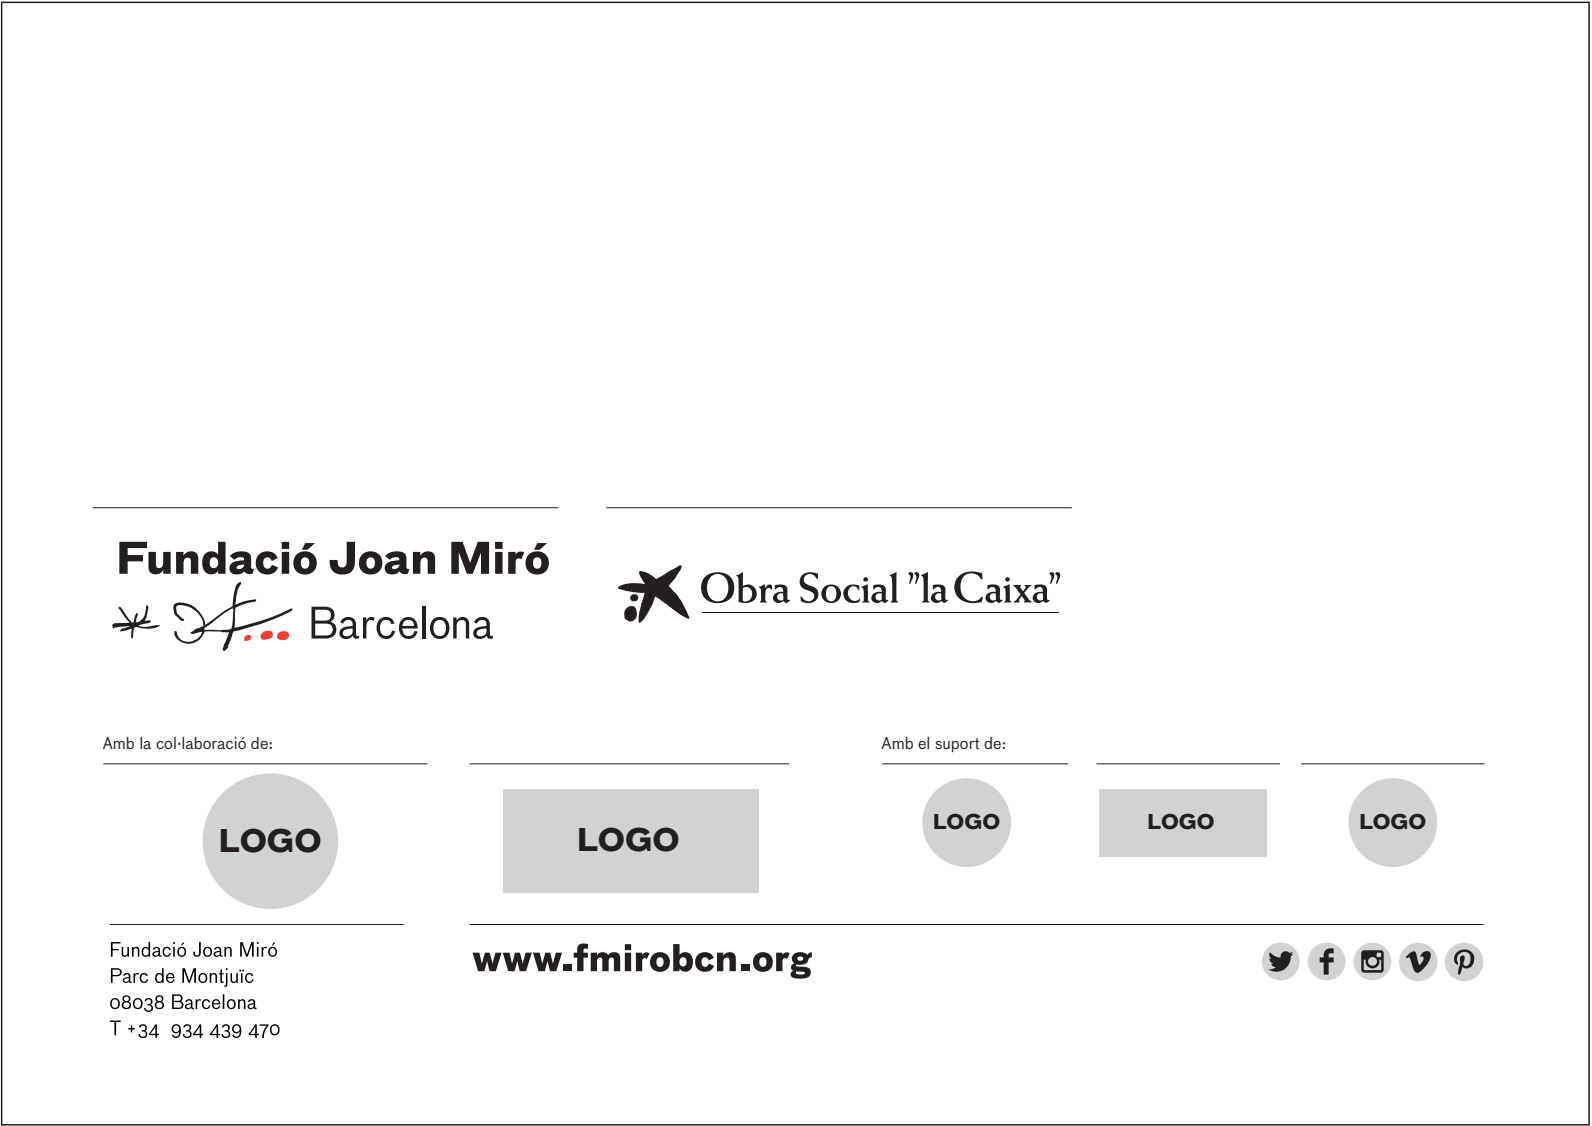 Fundació Joan Miró
Barcelona
Obra Social ”la Caixa”
Amb la col·laboració de:
Amb el suport de:
LOGO
LOGO
LOGO
LOGO
LOGO
Fundació Joan Miró
Parc de Montjuïc
08038 Barcelona
T +34 934 439 470
www.fmirobcn.org